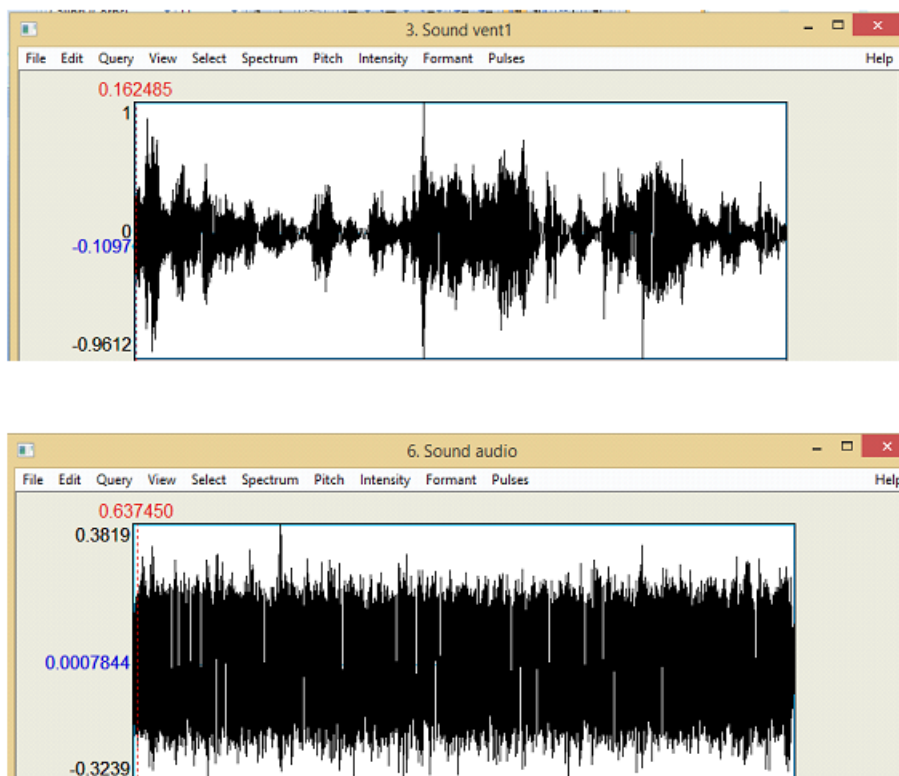 3. Sound vent1
File Edit Query View Select Spectrum Pitch Intensity Formant Pulses Help
0.162485
1
0
-0.1097
-0.9612
6. Sound audio
File Edit Query View Select Spectrum Pitch Intensity Formant Pulses Help
0.637450
0.3819
0.0007844
-0.3239